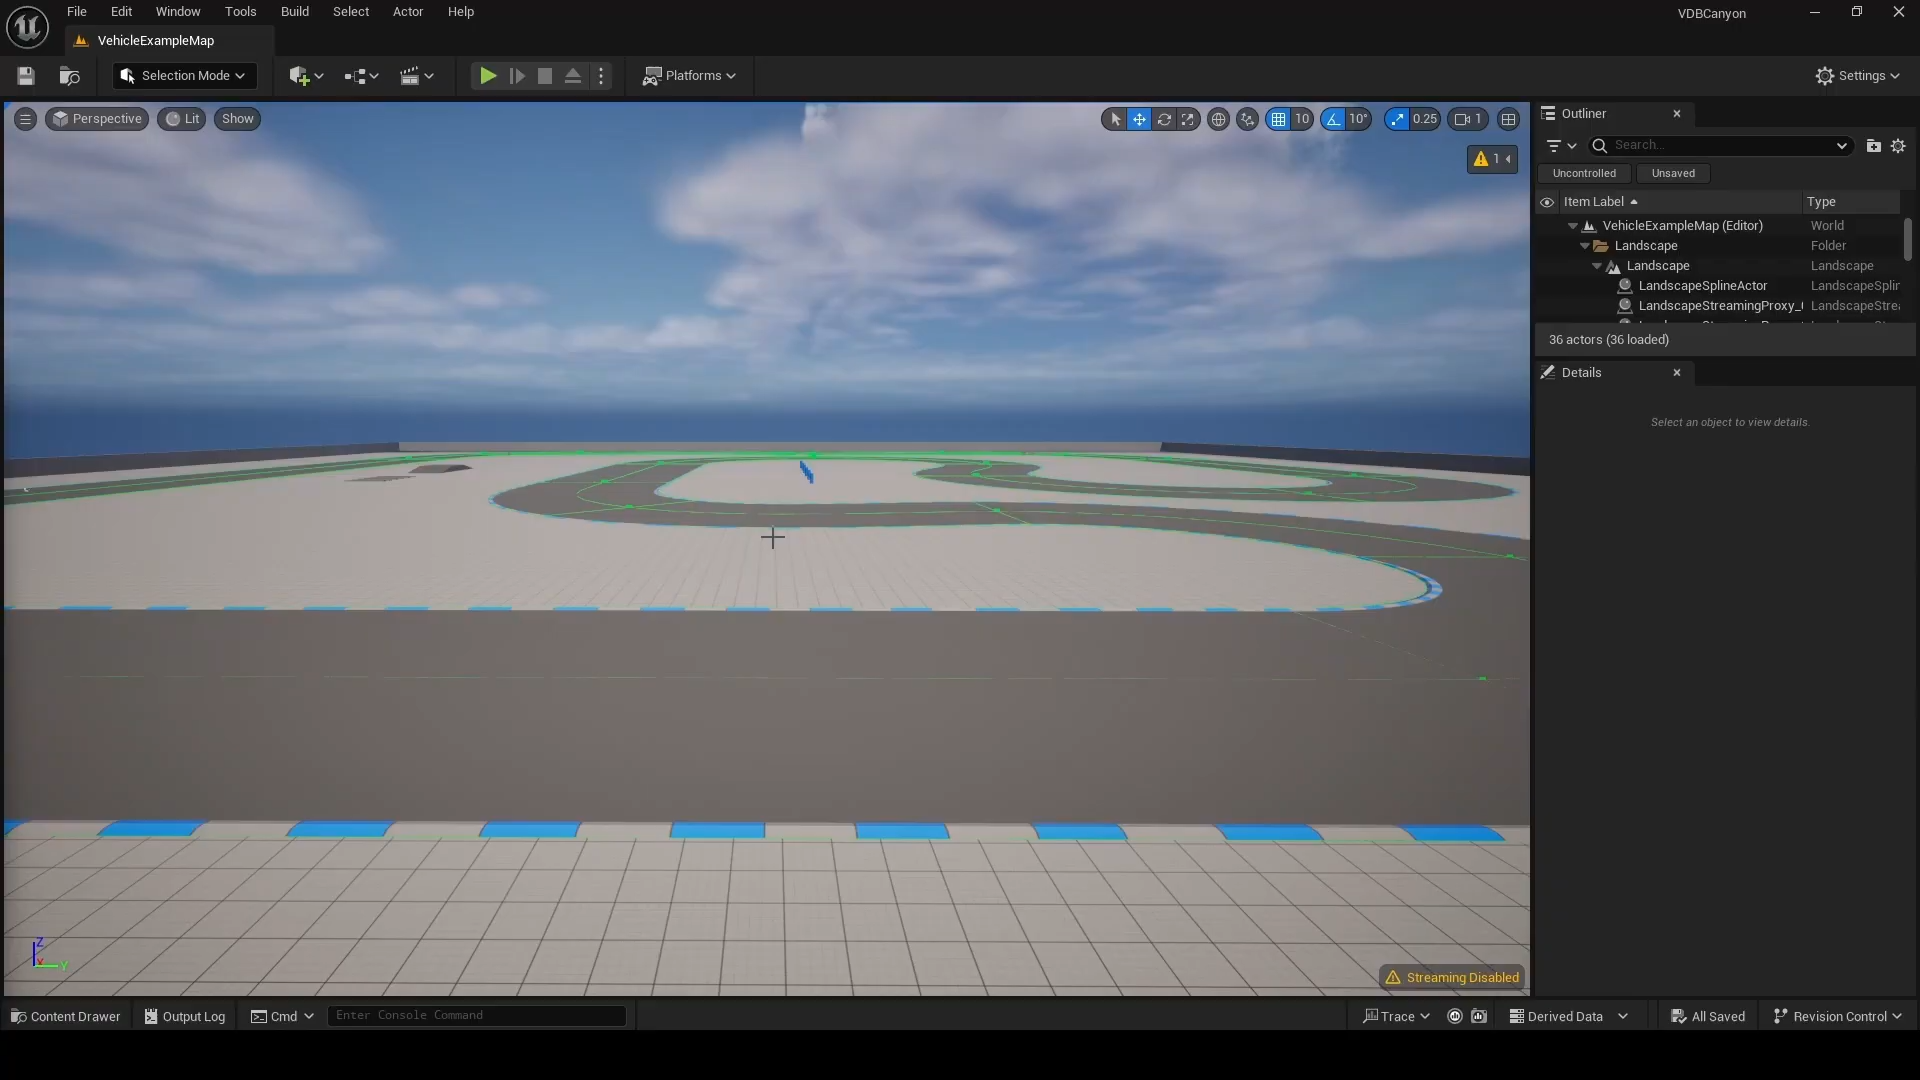 File Edit Window Tools Build Select Actor Help
VDBCanyon
VehicleExampleMap
Selection Mode
Platforms
Settings
Perspective Lit Show
10 10° 0.25 1
1
Outliner
Search...
Uncontrolled Unsaved
Item Label Type
VehicleExampleMap (Editor) World
Landscape Folder
Landscape Landscape
LandscapeSplineActor LandscapeSplin
LandscapeStreamingProxy_ LandscapeStrea
36 actors (36 loaded)
Details
Select an object to view details.
Z
X Y
Streaming Disabled
Content Drawer Output Log Cmd Enter Console Command Trace Derived Data All Saved Revision Control